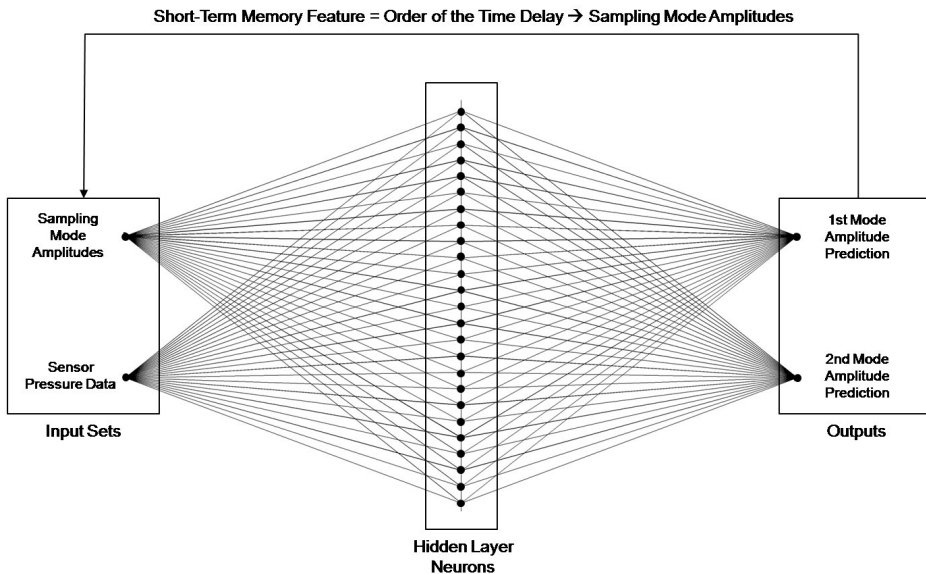 Short-Term Memory Feature = Order of the Time Delay → Sampling Mode Amplitudes
Sampling
Mode
Amplitudes
Sensor
Pressure Data
Input Sets
Hidden Layer
Neurons
1st Mode
Amplitude
Prediction
2nd Mode
Amplitude
Prediction
Outputs